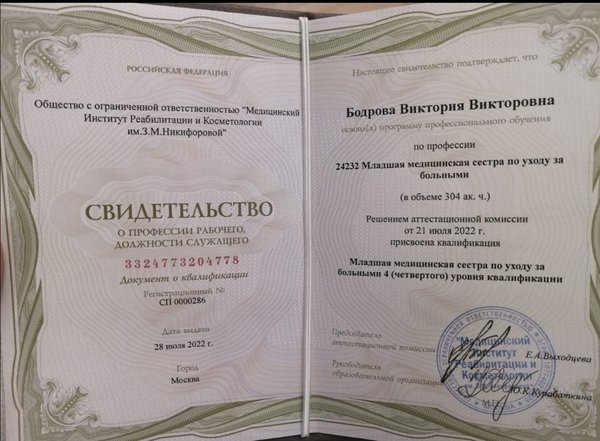 РОССИЙСКАЯ ФЕДЕРАЦИЯ
Общество с ограниченной ответственностью "Медицинский
Институт Реабилитации и Косметологии
им.З.М.Никифоровой"
СВИДЕТЕЛЬСТВО
О ПРОФЕССИИ РАБОЧЕГО,
ДОЛЖНОСТИ СЛУЖАЩЕГО
3324773204778
Документ о квалификации
Регистрационный №
СП 0000286
Дата выдачи
28 июля 2022 г.
Город
Москва
Настоящее свидетельство подтверждает, что
Бодрова Виктория Викторовна
освоил(а) программу профессионального обучения
по профессии
24232 Младшая медицинская сестра по уходу за
больными
(в объеме 304 ак. ч.)
Решением аттестационной комиссии
от 21 июля 2022 г.
присвоена квалификация
Младшая медицинская сестра по уходу за
больными 4 (четвертого) уровня квалификации
Председатель
аттестационной комиссии
Е.А.Выходцева
Руководитель
образовательной организации
Ю.К.Курабаткина
М.П.
"Медицинский
Институт
Реабилитации и
Косметологии